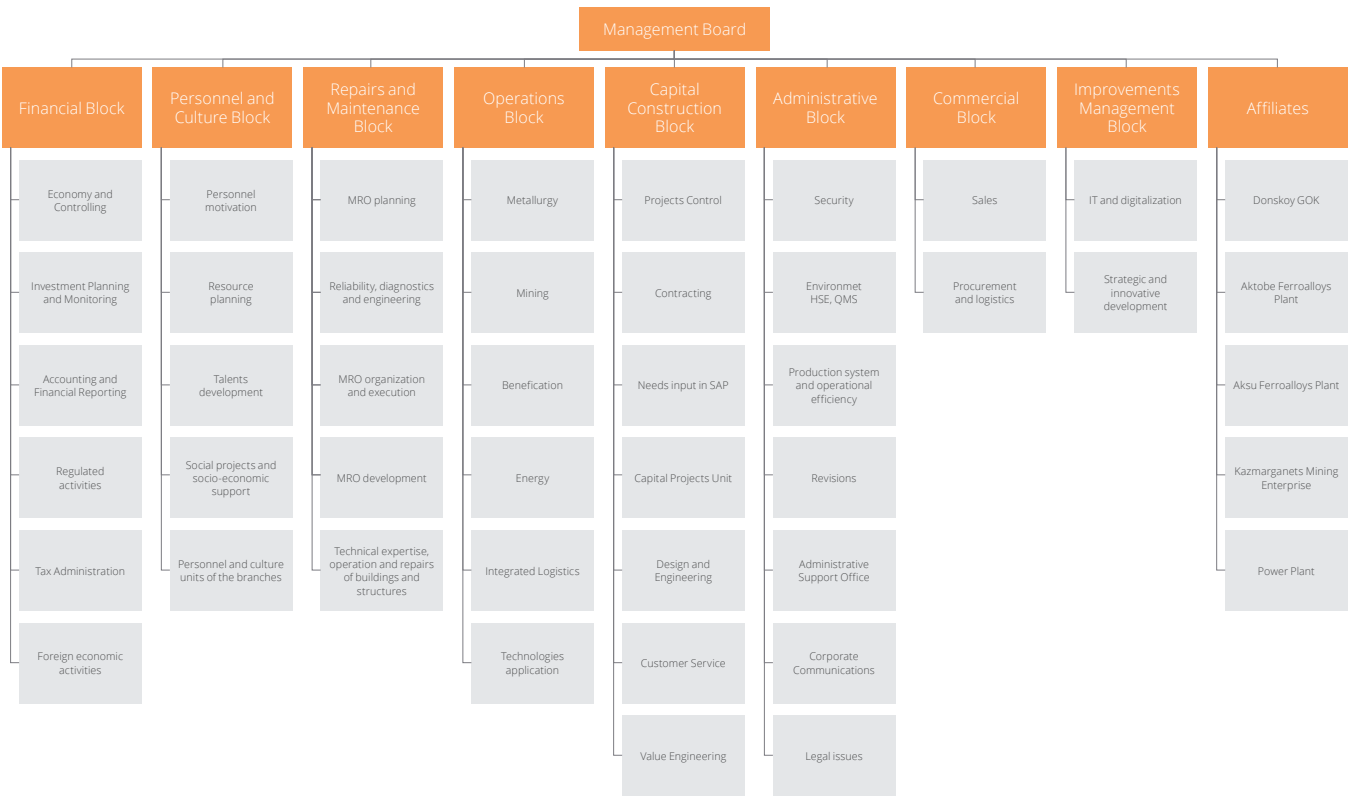 Management Board
Financial Block
Personnel and
Culture Block
Repairs and
Maintenance
Block
Operations
Block
Capital
Construction
Block
Administrative
Block
Commercial
Block
Improvements
Management
Block
Affiliates
Economy and
Controlling
Investment Planning
and Monitoring
Accounting and
Financial Reporting
Regulated
activities
Tax Administration
Foreign economic
activities
Personnel
motivation
Resource
planning
Talents
development
Social projects and
socio-economic
support
Personnel and culture
units of the branches
MRO planning
Reliability, diagnostics
and engineering
MRO organization
and execution
MRO development
Technical expertise,
operation and repairs
of buildings and
structures
Metallurgy
Mining
Benefication
Energy
Integrated Logistics
Technologies
application
Projects Control
Contracting
Needs input in SAP
Capital Projects Unit
Design and
Engineering
Customer Service
Value Engineering
Security
Environmet
HSE, QMS
Production system
and operational
efficiency
Revisions
Administrative
Support Office
Corporate
Communications
Legal issues
Sales
Procurement
and logistics
IT and digitalization
Strategic and
innovative
development
Donskoy GOK
Aktobe Ferroalloys
Plant
Aksu Ferroalloys Plant
Kazmarganets Mining
Enterprise
Power Plant